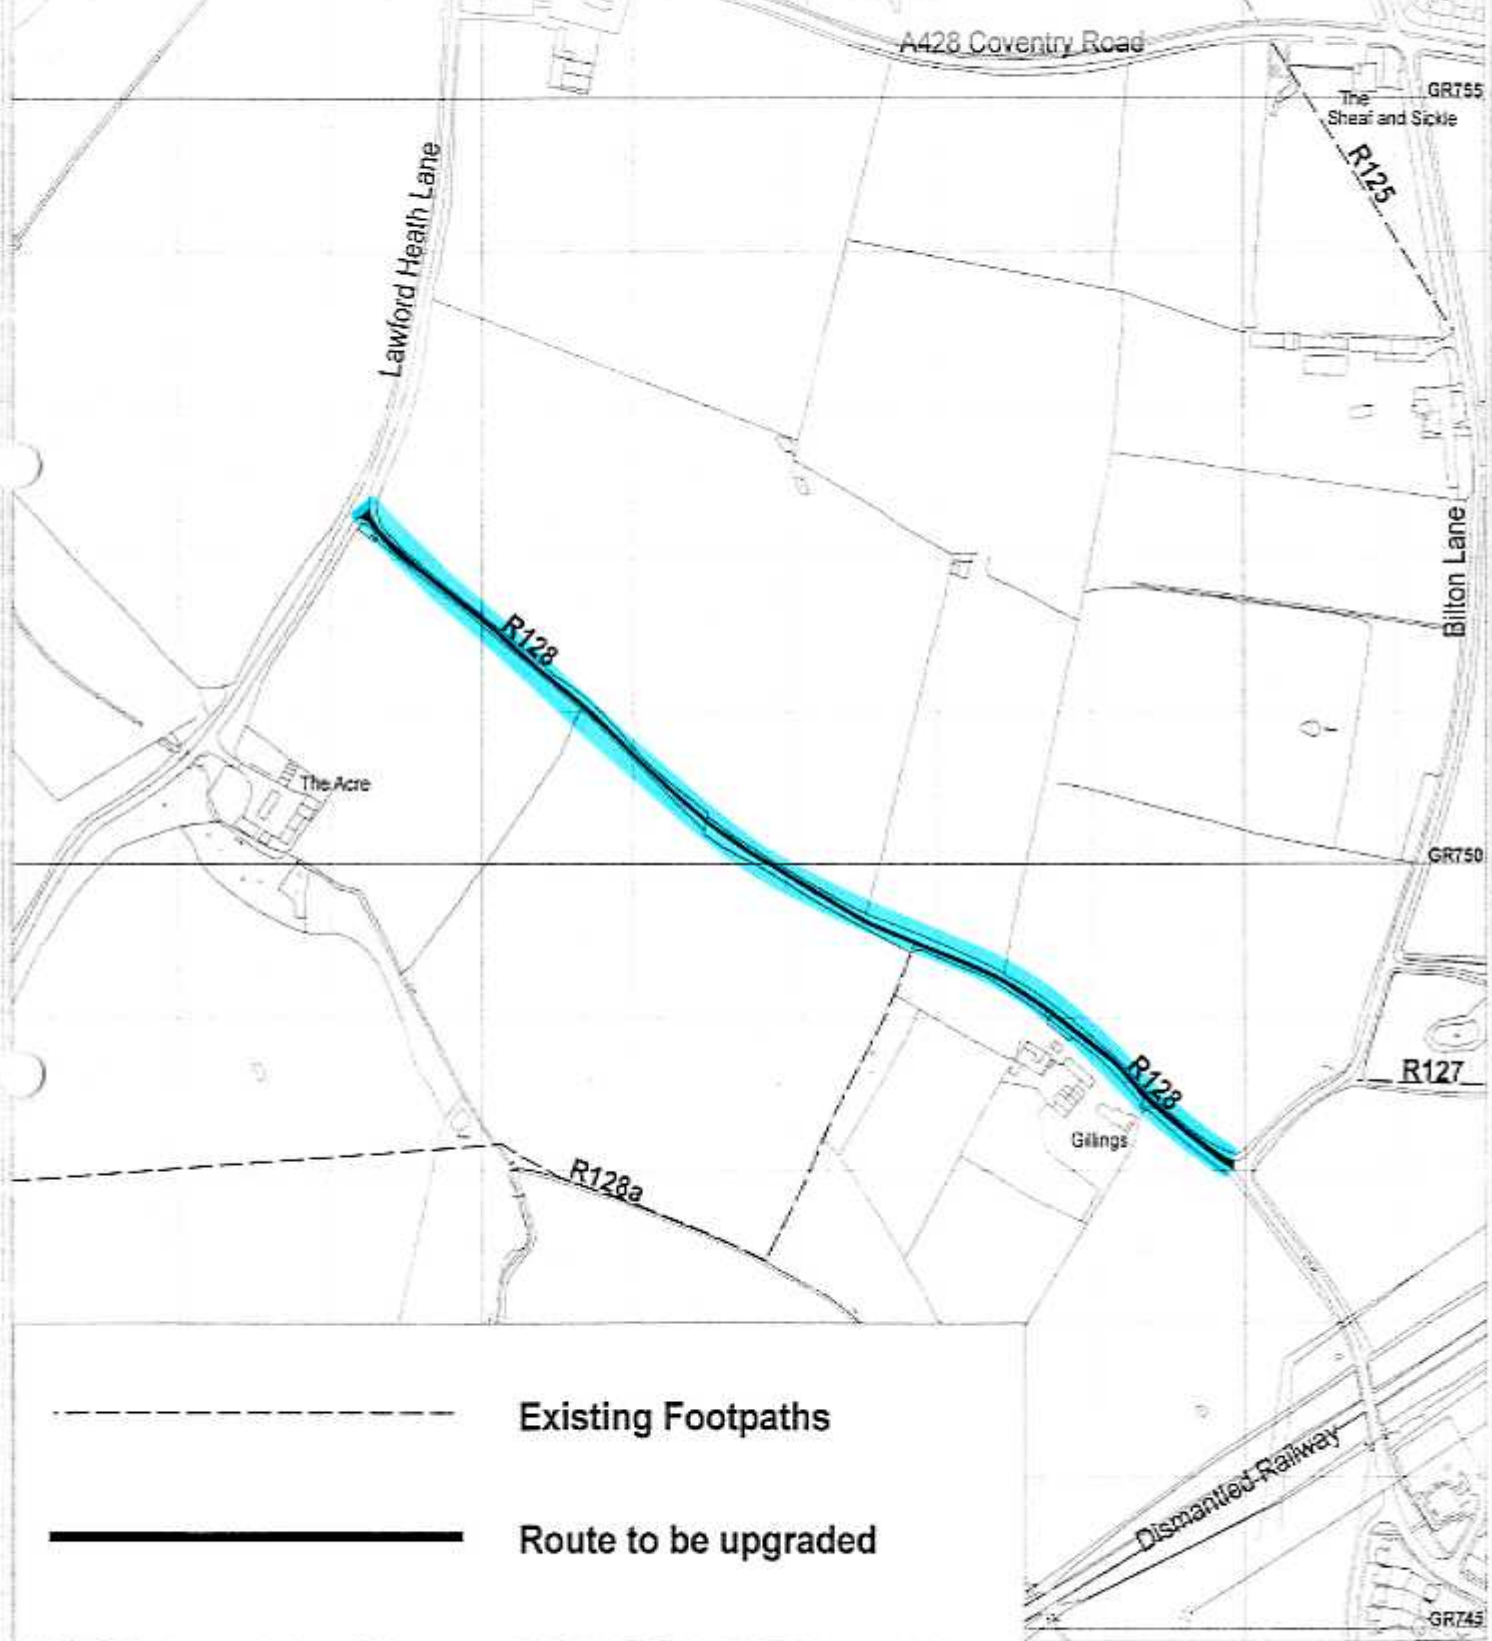 A428 Coventry Road
GR755
The
Sheaf and Sickle
R125
Lawford Heath Lane
Bilton Lane
R128
The Acre
GR750
R128
R127
Gillings
R128a
Existing Footpaths
Dismantled Railway
Route to be upgraded
GR745